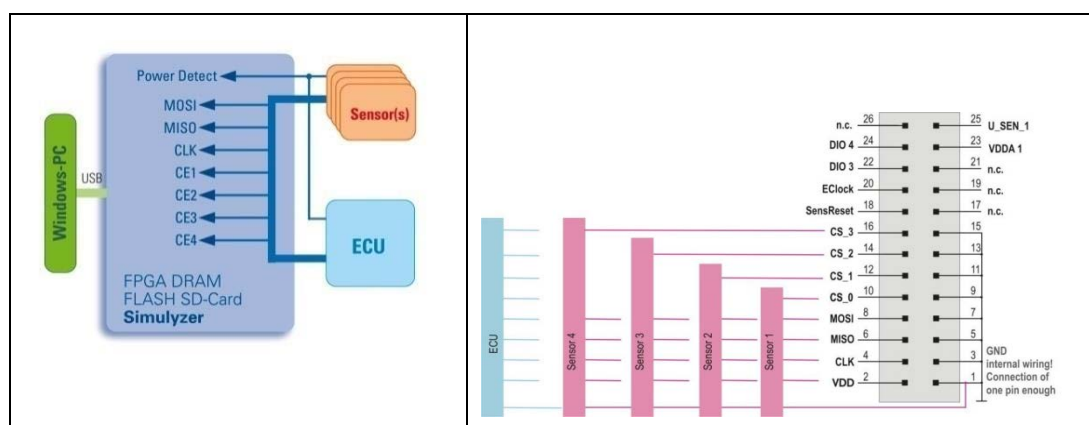 Windows-PC
USB
Power Detect
MOSI
MISO
CLK
CE1
CE2
CE3
CE4
FPGA DRAM
FLASH SD-Card
Simulyzer
Sensor(s)
ECU
n.c. 26 25 U_SEN_1
DIO 4 24 23 VDDA 1
DIO 3 22 21 n.c.
EClock 20 19 n.c.
SensReset 18 17 n.c.
CS_3 16 15
CS_2 14 13
CS_1 12 11
CS_0 10 9
MOSI 8 7
MISO 6 5
CLK 4 3
VDD 2 1
GND
internal wiring!
Connection of
one pin enough
ECU
Sensor 4
Sensor 3
Sensor 2
Sensor 1